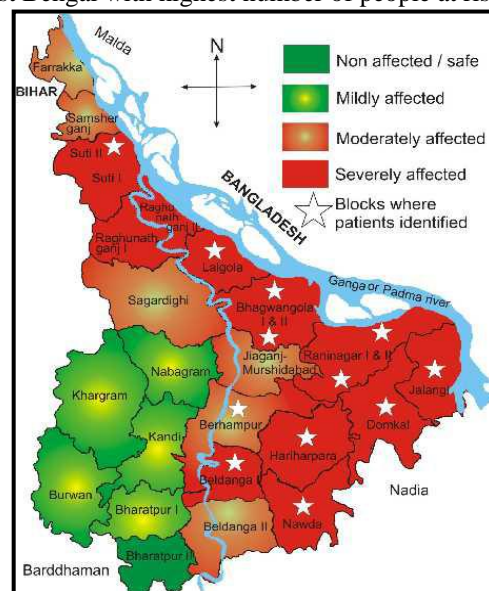 st Bengal with highest number of people at ris
Malda
Farrakka
BIHAR
Samsher
ganj
Suti II
Suti I
N
Non affected / safe
Mildly affected
Moderately affected
Severely affected
Blocks where
patients identified
BANGLADESH
Raghu
nath
ganj II
Raghunath
ganj I
Lalgola
Ganga or Padma river
Sagardighi
Bhagwangola
I & II
Jiaganj-
Murshidabad
Raninagar I & II
Jalangi
Nabagram
Khargram
Berhampur
Domkal
Kandi
Hariharpara
Burwan
Beldanga I
Nadia
Bharatpur I
Beldanga II
Nawda
Bharatpur II
Barddhaman